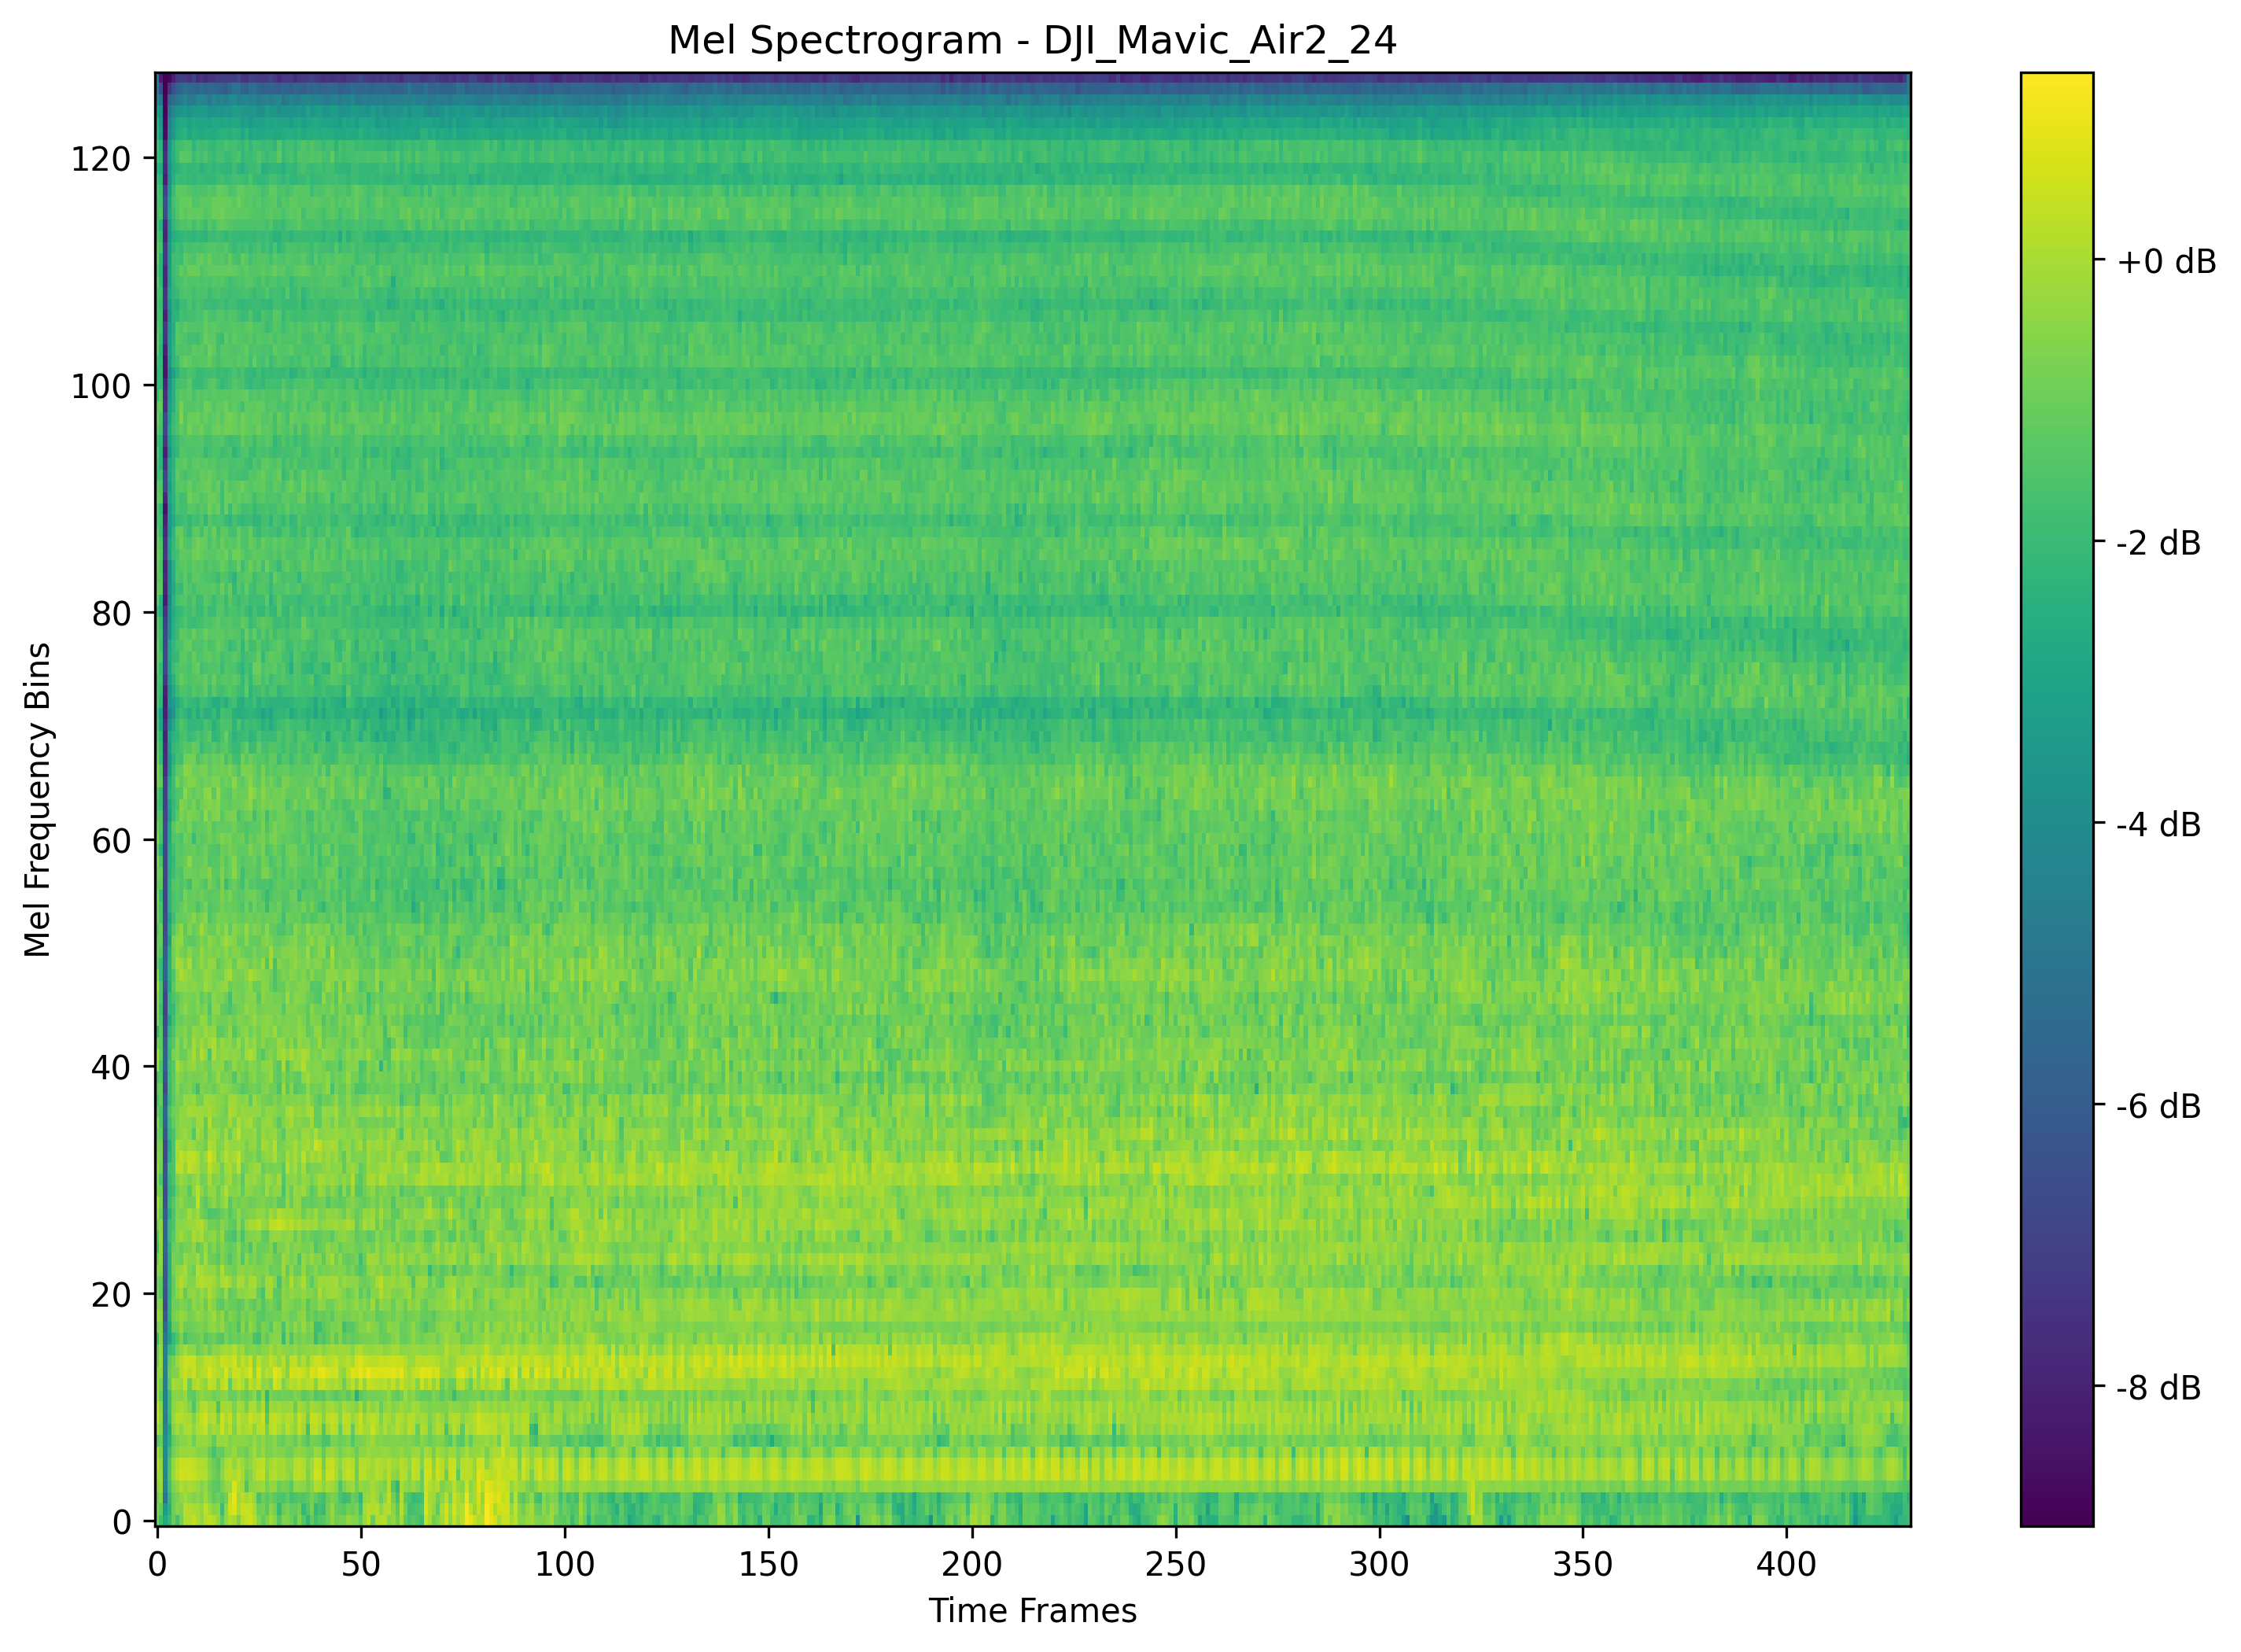 Mel Spectrogram - DJI_Mavic_Air2_24
Mel Frequency Bins
120
100
80
60
40
20
0
0 50 100 150 200 250 300 350 400
Time Frames
+0 dB
-2 dB
-4 dB
-6 dB
-8 dB